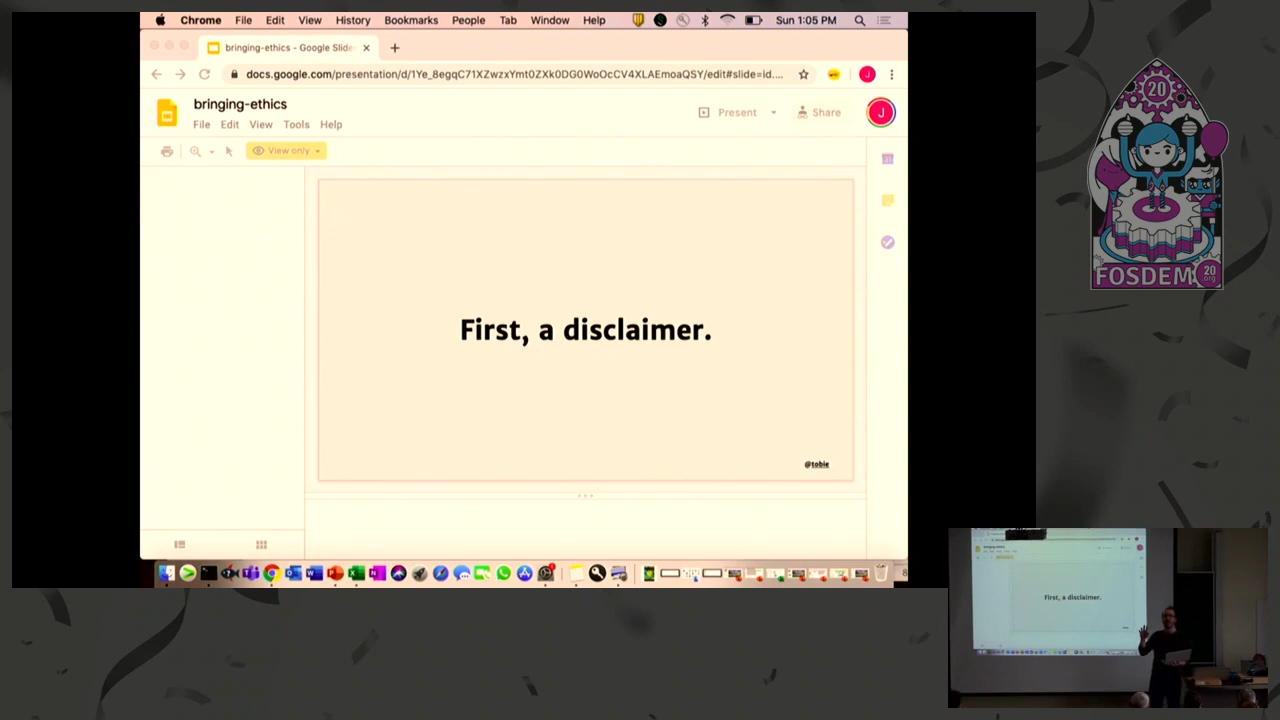 Chrome File Edit View History Bookmarks People Tab Window Help Sun 1:05 PM
bringing-ethics - Google Slide
docs.google.com/presentation/d/1Ye_8egqC71XZwzxYmt0ZXk0DG0WoOcCV4XLAEmoaQSY/edit#slide=id....
J
bringing-ethics
File Edit View Tools Help
Present
Share
J
View only
First, a disclaimer.
@tobie
20
FOSDEM
20
.org
First, a disclaimer.